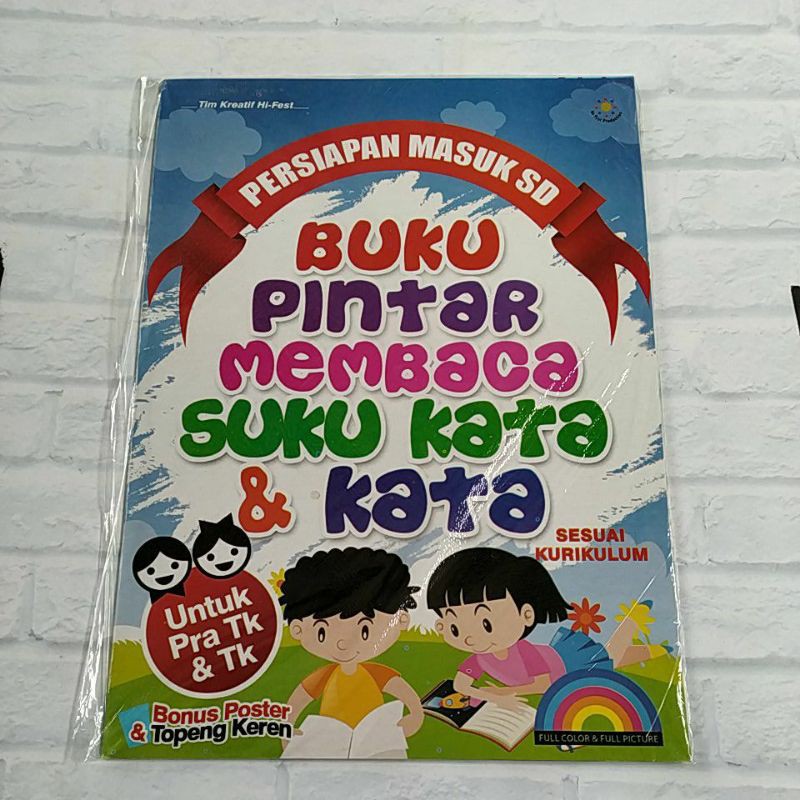 Tim Kreatif Hi-Fest
PERSIAPAN MASUK SD
BUKU
PINtaR
MEMBaCa
SUKU Kata
& Kata
SESUAI
KURIKULUM
Untuk
Pra Tk
& Tk
Bonus Poster
& Topeng Keren
FULL COLOR & FULL PICTURE